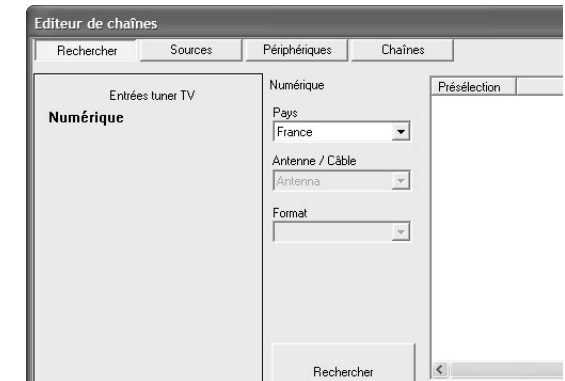 Editeur de chaînes
Rechercher Sources Périphériques Chaînes
Entrées tuner TV
Numérique
Numérique
Pays
France
Antenne / Câble
Antenna
Format
Rechercher
Présélection